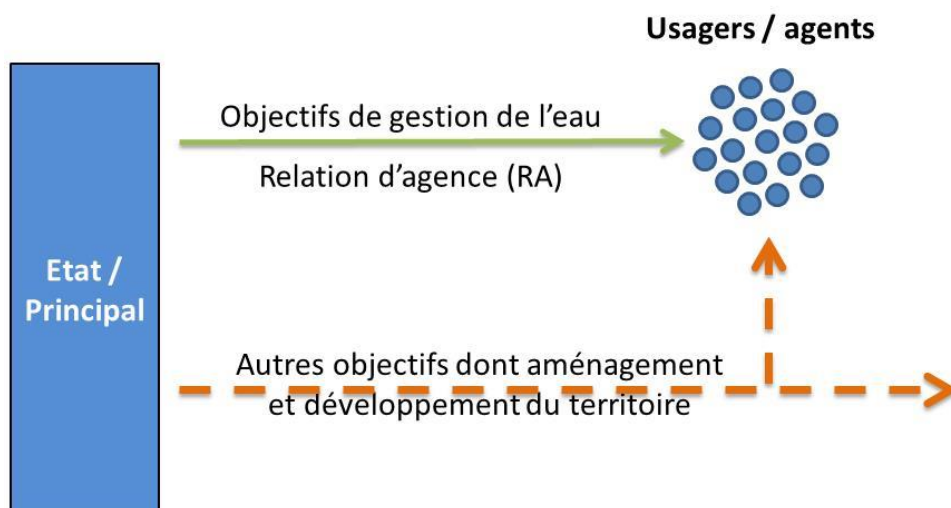 Usagers / agents
Objectifs de gestion de l'eau
Relation d'agence (RA)
Etat /
Principal
Autres objectifs dont aménagement
et développement du territoire